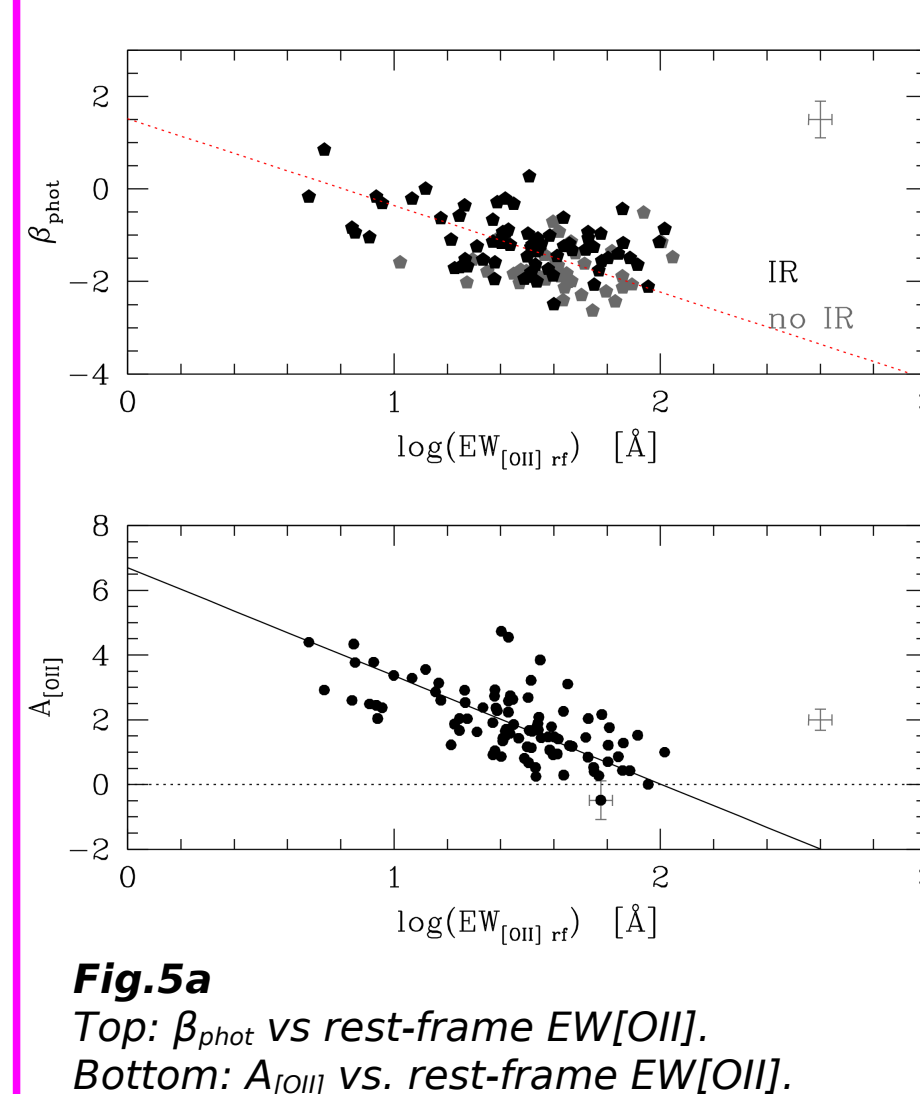 2
0
−2
−4
β_phot
IR
no IR
0 1 2
log(EW_[OII] rf) [Å]
8
6
4
2
0
−2
A_[OII]
0 1 2
log(EW_[OII] rf) [Å]
Fig.5a
Top: β_phot vs rest-frame EW[OII].
Bottom: A_[OII] vs. rest-frame EW[OII].